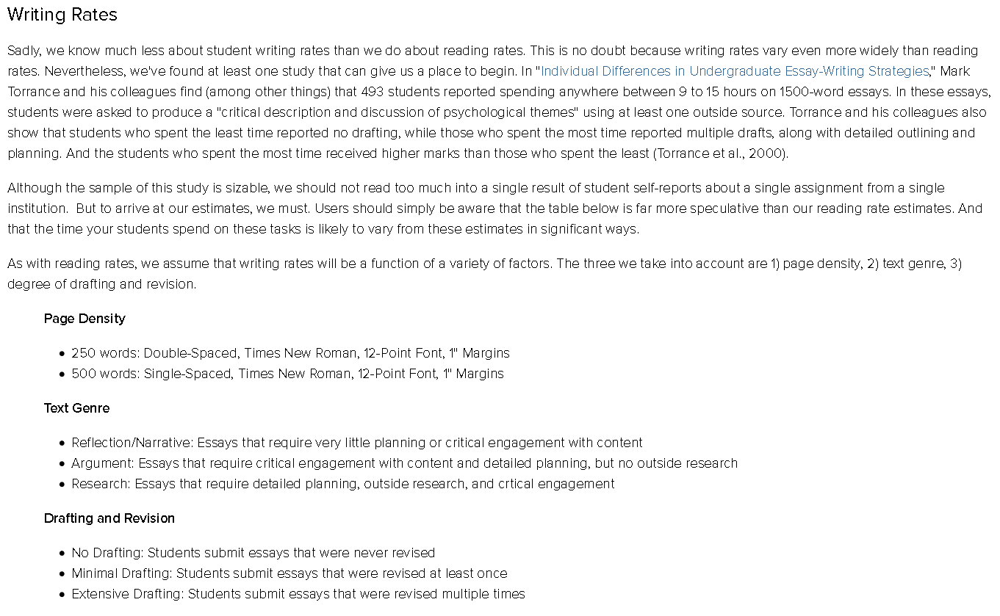 Writing Rates
Sadly, we know much less about student writing rates than we do about reading rates. This is no doubt because writing rates vary even more widely than reading
rates. Nevertheless, we've found at least one study that can give us a place to begin. In "Individual Differences in Undergraduate Essay-Writing Strategies," Mark
Torrance and his colleagues find (among other things) that 493 students reported spending anywhere between 9 to 15 hours on 1500-word essays. In these essays,
students were asked to produce a "critical description and discussion of psychological themes" using at least one outside source. Torrance and his colleagues also
show that students who spent the least time reported no drafting, while those who spent the most time reported multiple drafts, along with detailed outlining and
planning. And the students who spent the most time received higher marks than those who spent the least (Torrance et al., 2000).
Although the sample of this study is sizable, we should not read too much into a single result of student self-reports about a single assignment from a single
institution.  But to arrive at our estimates, we must. Users should simply be aware that the table below is far more speculative than our reading rate estimates. And
that the time your students spend on these tasks is likely to vary from these estimates in significant ways.
As with reading rates, we assume that writing rates will be a function of a variety of factors. The three we take into account are 1) page density, 2) text genre, 3)
degree of drafting and revision.
Page Density
• 250 words: Double-Spaced, Times New Roman, 12-Point Font, 1" Margins
• 500 words: Single-Spaced, Times New Roman, 12-Point Font, 1" Margins
Text Genre
• Reflection/Narrative: Essays that require very little planning or critical engagement with content
• Argument: Essays that require critical engagement with content and detailed planning, but no outside research
• Research: Essays that require detailed planning, outside research, and crtical engagement
Drafting and Revision
• No Drafting: Students submit essays that were never revised
• Minimal Drafting: Students submit essays that were revised at least once
• Extensive Drafting: Students submit essays that were revised multiple times